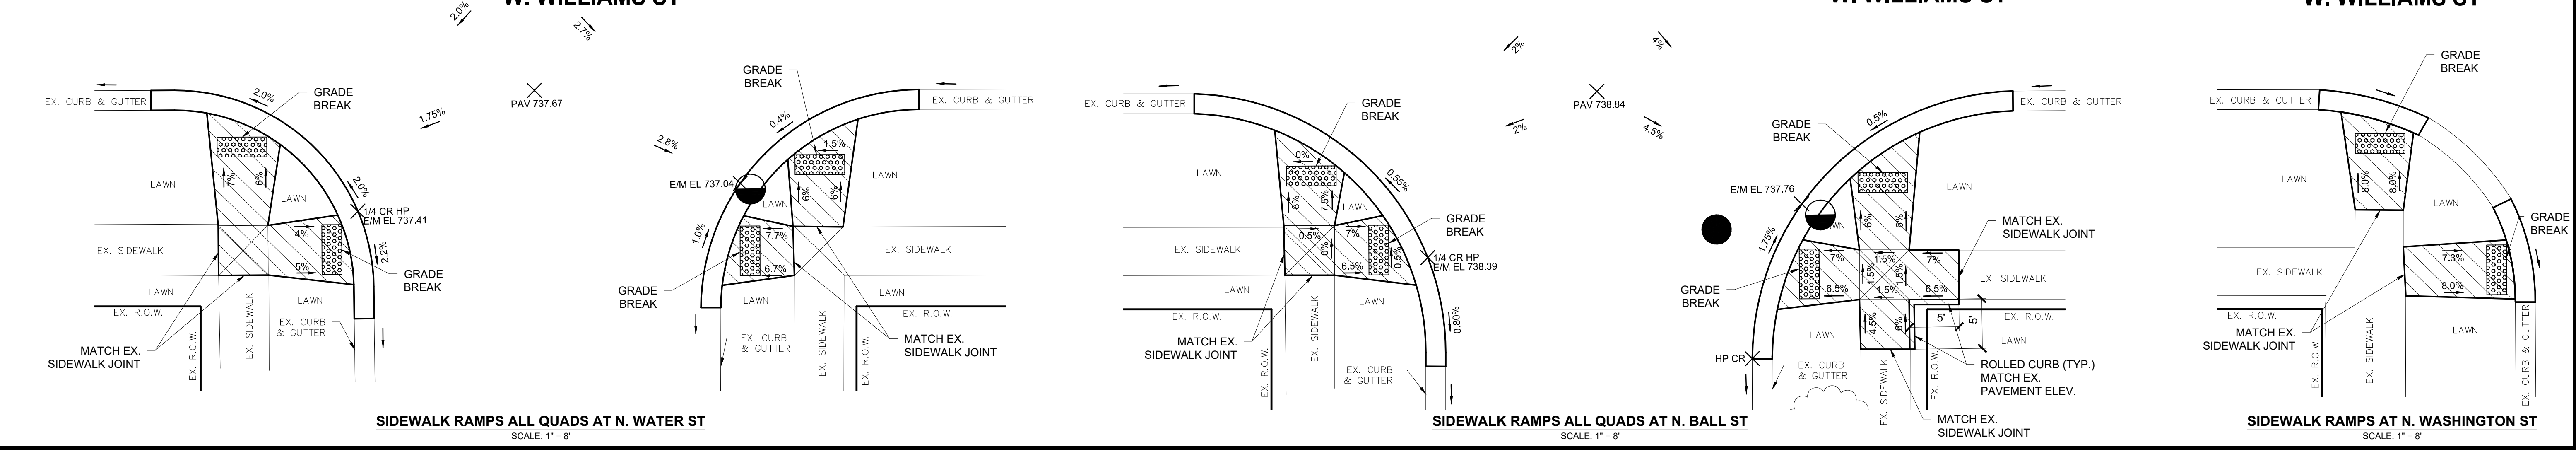 W. WILLIAMS ST
2.0%
2.7%
PAV 737.67
1.75%
2.8%
EX. CURB & GUTTER
2.0%
GRADE
BREAK
7%
6%
LAWN
LAWN
2.0%
1/4 CR HP
E/M EL 737.41
2.2%
4%
5%
EX. SIDEWALK
GRADE
BREAK
LAWN
LAWN
EX. R.O.W.
EX. R.O.W.
EX. SIDEWALK
EX. CURB
& GUTTER
MATCH EX.
SIDEWALK JOINT
GRADE
BREAK
0.4%
EX. CURB & GUTTER
1.5%
E/M EL 737.04
6%
6%
LAWN
LAWN
1.0%
7.7%
6.7%
EX. SIDEWALK
GRADE
BREAK
LAWN
LAWN
EX. R.O.W.
EX. R.O.W.
EX. CURB
& GUTTER
EX. SIDEWALK
MATCH EX.
SIDEWALK JOINT
SIDEWALK RAMPS ALL QUADS AT N. WATER ST
SCALE: 1" = 8'
W. WILLIAMS ST
2%
4%
PAV 738.84
2%
4.5%
EX. CURB & GUTTER
GRADE
BREAK
0%
LAWN
0.55%
8%
7.5%
LAWN
0.5%
7%
0%
6.5%
0.5%
GRADE
BREAK
1/4 CR HP
E/M EL 738.39
EX. SIDEWALK
LAWN
LAWN
EX. R.O.W.
EX. R.O.W.
EX. SIDEWALK
0.80%
MATCH EX.
SIDEWALK JOINT
EX. CURB
& GUTTER
GRADE
BREAK
0.5%
EX. CURB & GUTTER
E/M EL 737.76
LAWN
6%
6%
1.75%
7%
1.5%
7%
1.5%
1.5%
6.5%
1.5%
6.5%
MATCH EX.
SIDEWALK JOINT
EX. SIDEWALK
GRADE
BREAK
4.5%
6%
5'
5'
EX. R.O.W.
LAWN
LAWN
HP CR
EX. CURB
& GUTTER
EX. SIDEWALK
EX. R.O.W.
ROLLED CURB (TYP.)
MATCH EX.
PAVEMENT ELEV.
MATCH EX.
SIDEWALK JOINT
SIDEWALK RAMPS ALL QUADS AT N. BALL ST
SCALE: 1" = 8'
W. WILLIAMS ST
GRADE
BREAK
EX. CURB & GUTTER
LAWN
8.0%
8.0%
LAWN
GRADE
BREAK
7.3%
8.0%
EX. SIDEWALK
EX. R.O.W.
EX. R.O.W.
EX. SIDEWALK
LAWN
EX. CURB & GUTTER
MATCH EX.
SIDEWALK JOINT
SIDEWALK RAMPS AT N. WASHINGTON ST
SCALE: 1" = 8'